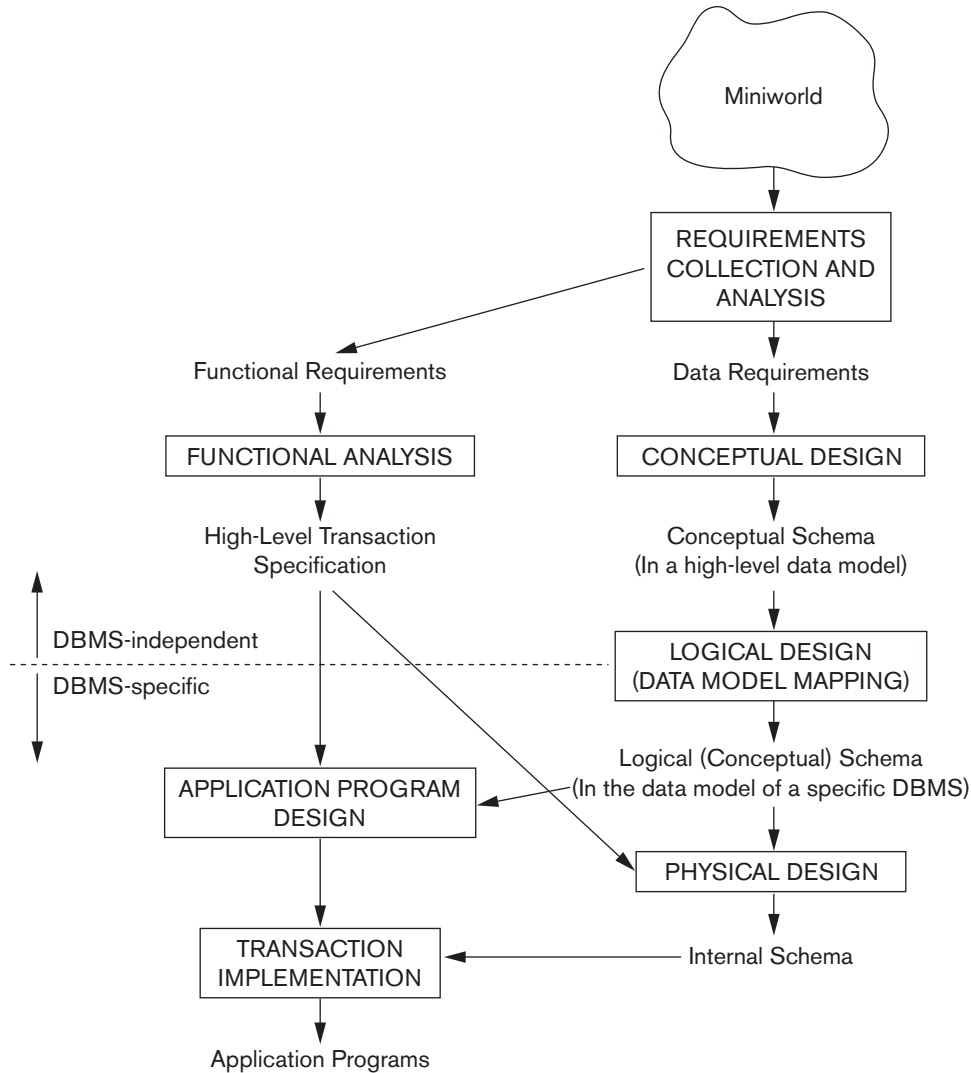 Miniworld
REQUIREMENTS
COLLECTION AND
ANALYSIS
Functional Requirements
Data Requirements
FUNCTIONAL ANALYSIS
CONCEPTUAL DESIGN
High-Level Transaction
Specification
Conceptual Schema
(In a high-level data model)
DBMS-independent
DBMS-specific
LOGICAL DESIGN
(DATA MODEL MAPPING)
Logical (Conceptual) Schema
(In the data model of a specific DBMS)
APPLICATION PROGRAM
DESIGN
PHYSICAL DESIGN
TRANSACTION
IMPLEMENTATION
Internal Schema
Application Programs